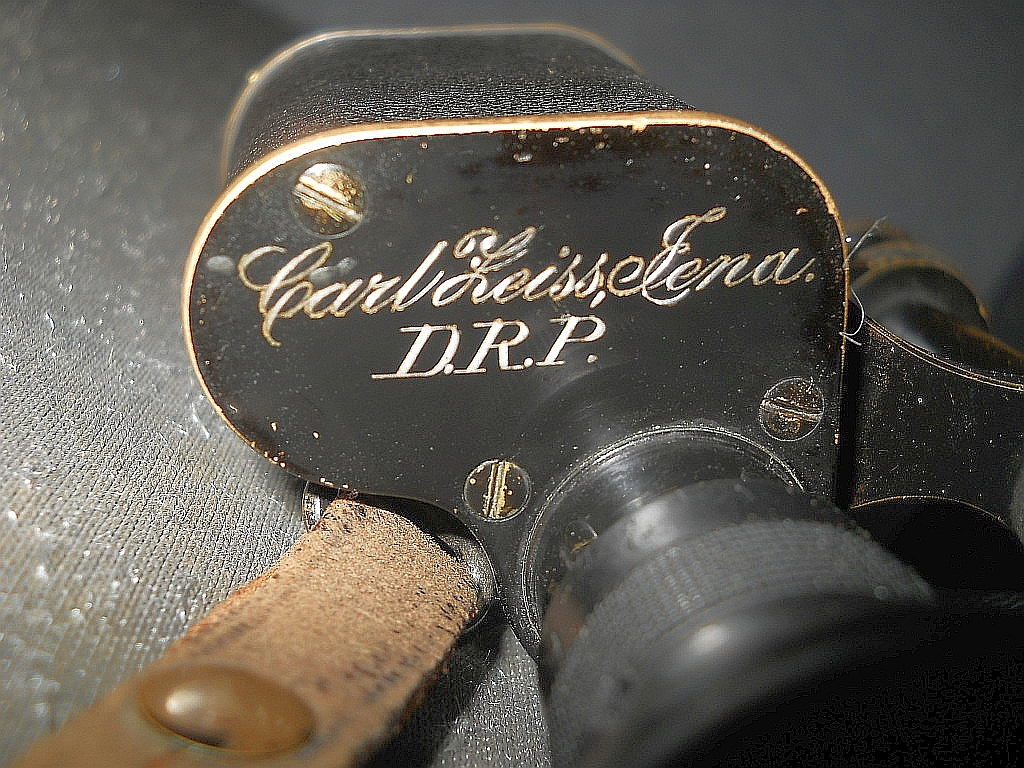 Carl Zeiss, Jena.
D.R.P.